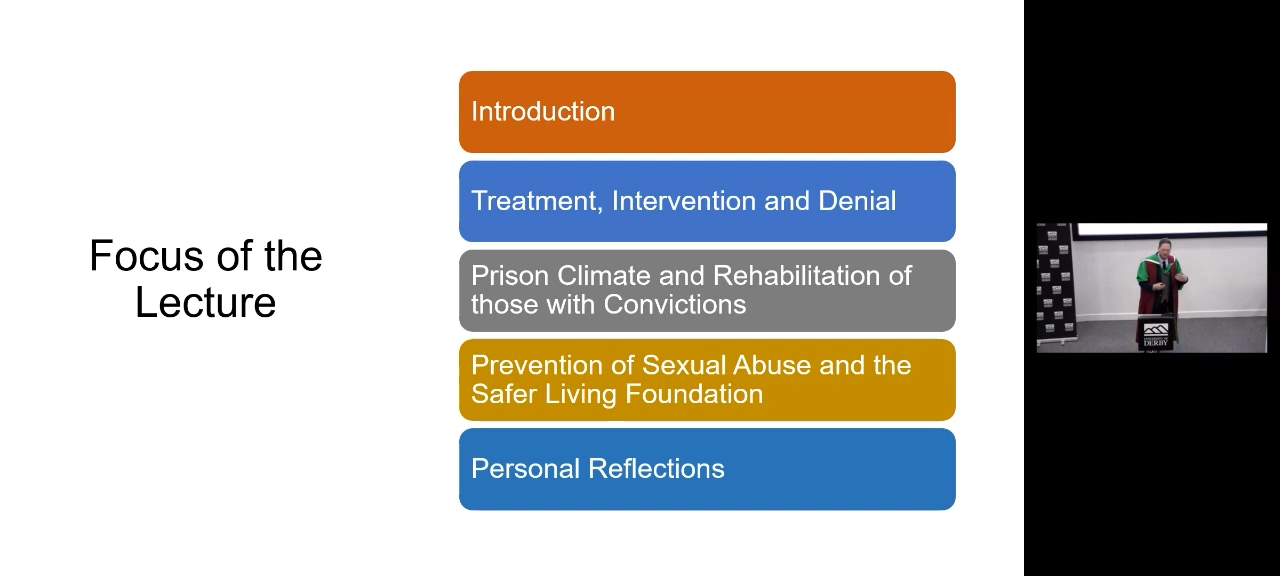 Focus of the
Lecture
Introduction
Treatment, Intervention and Denial
Prison Climate and Rehabilitation of
those with Convictions
Prevention of Sexual Abuse and the
Safer Living Foundation
Personal Reflections
DERBY